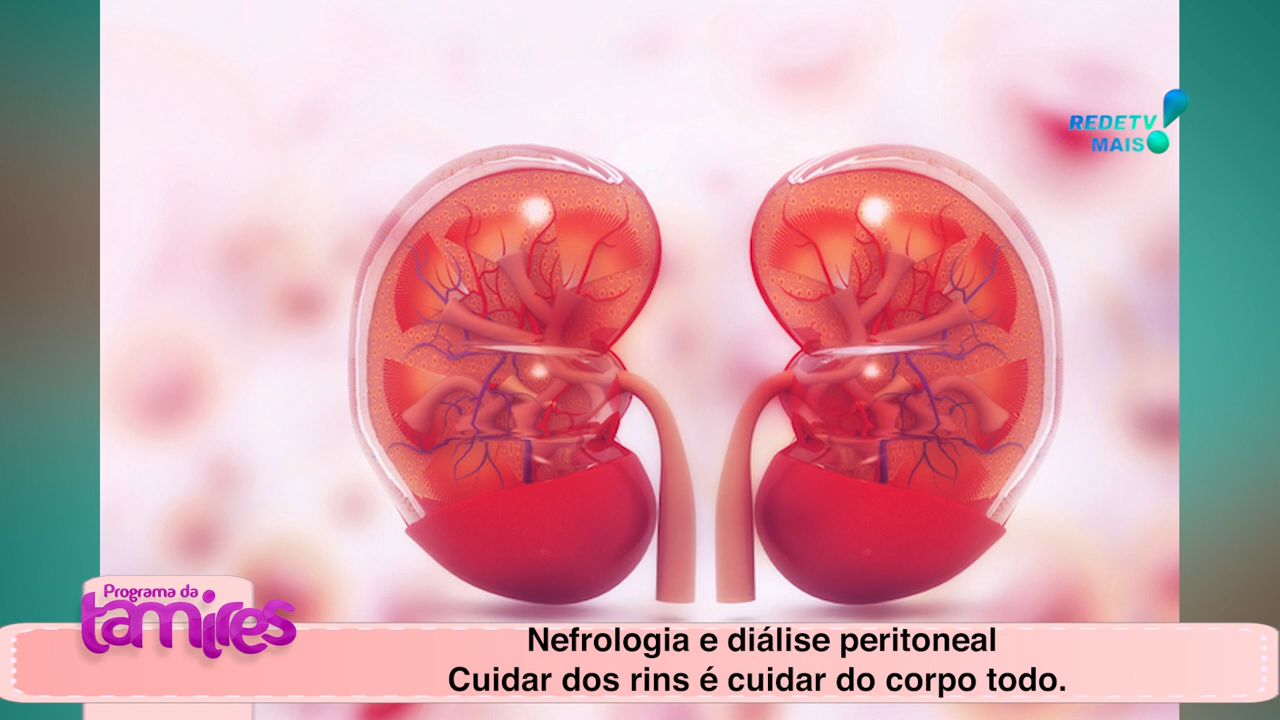 REDETV
MAIS
Programa da
tamires
Nefrologia e diálise peritoneal
Cuidar dos rins é cuidar do corpo todo.